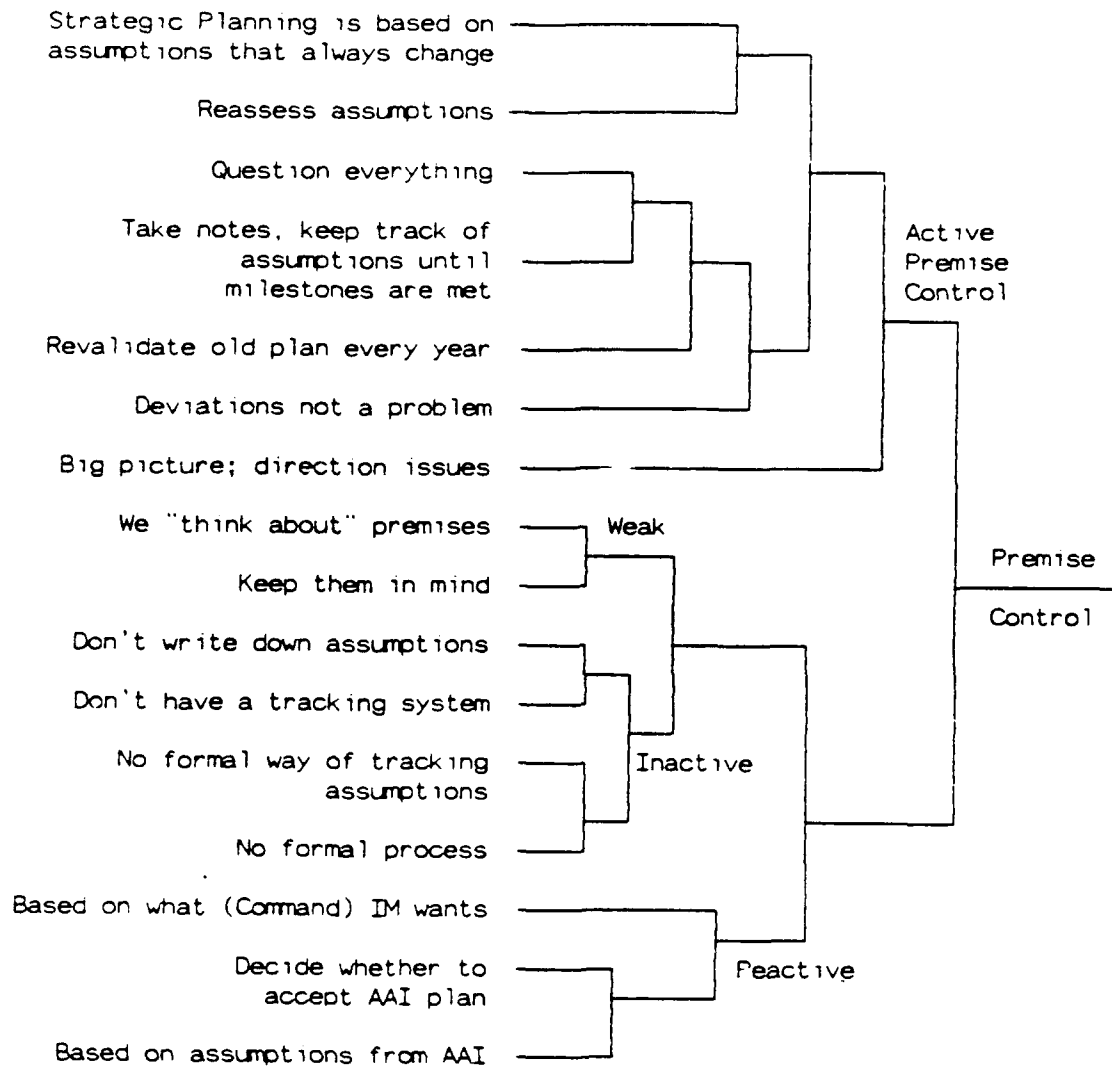 Strategic Planning is based on
assumptions that always change
Reassess assumptions
Question everything
Take notes, keep track of
assumptions until
milestones are met
Active
Premise
Control
Revalidate old plan every year
Deviations not a problem
Big picture; direction issues
We "think about" premises
Weak
Keep them in mind
Premise
Control
Don't write down assumptions
Don't have a tracking system
No formal way of tracking
assumptions
Inactive
No formal process
Based on what (Command) IM wants
Decide whether to
accept AAI plan
Reactive
Based on assumptions from AAI